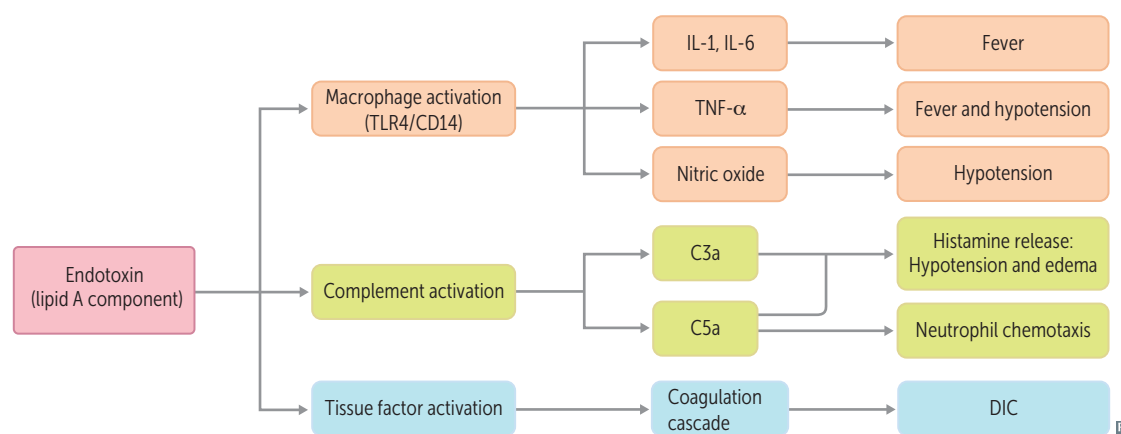 IL-1, IL-6
Fever
Macrophage activation
(TLR4/CD14)
TNF-α
Fever and hypotension
Nitric oxide
Hypotension
Endotoxin
(lipid A component)
Complement activation
C3a
Histamine release:
Hypotension and edema
C5a
Neutrophil chemotaxis
Tissue factor activation
Coagulation
cascade
DIC